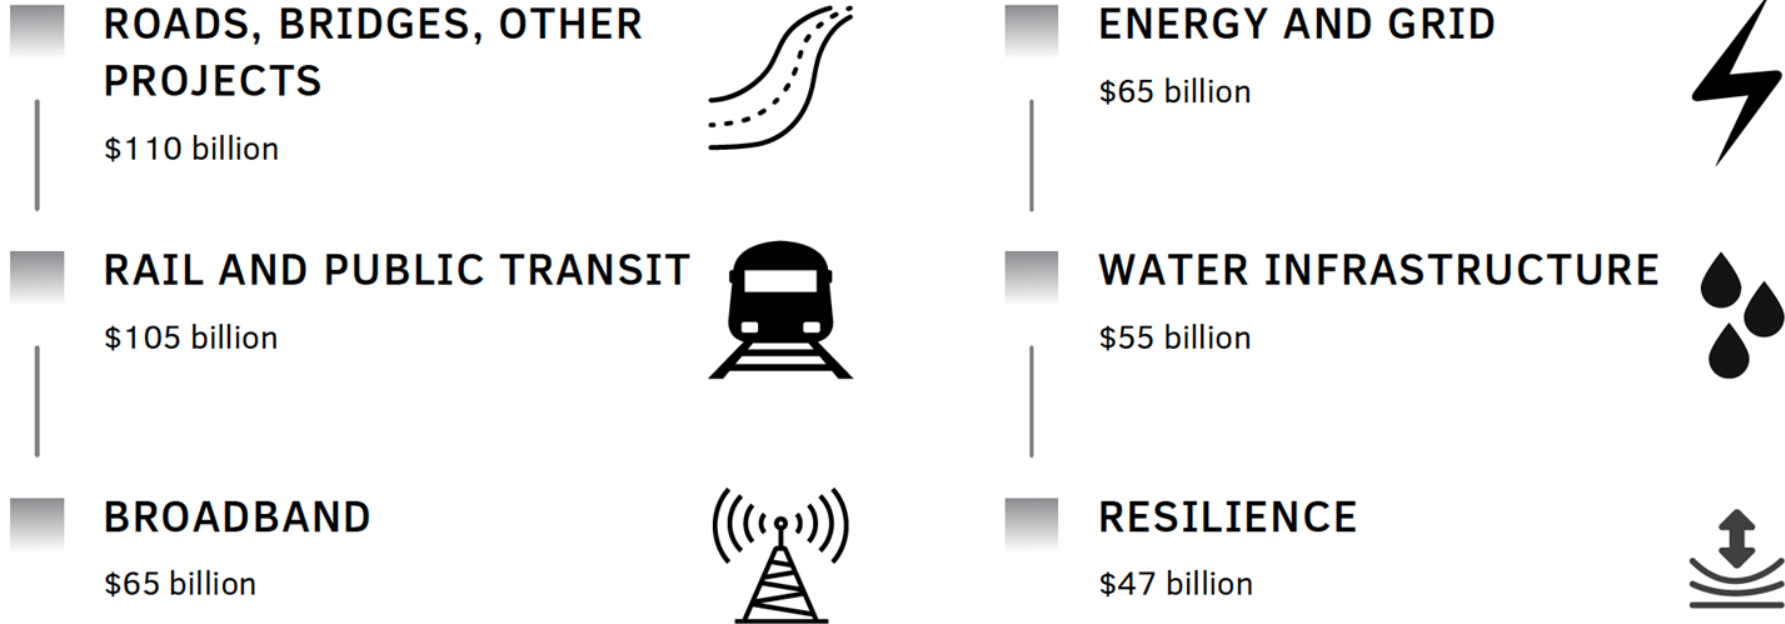 ROADS, BRIDGES, OTHER
PROJECTS
$110 billion
RAIL AND PUBLIC TRANSIT
$105 billion
BROADBAND
$65 billion
ENERGY AND GRID
$65 billion
WATER INFRASTRUCTURE
$55 billion
RESILIENCE
$47 billion